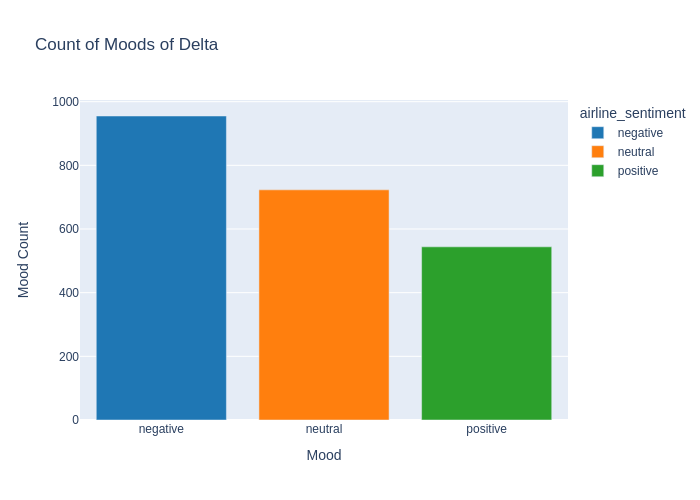 Count of Moods of Delta
1000
800
600
400
200
0
Mood Count
negative
neutral
positive
Mood
airline_sentiment
negative
neutral
positive